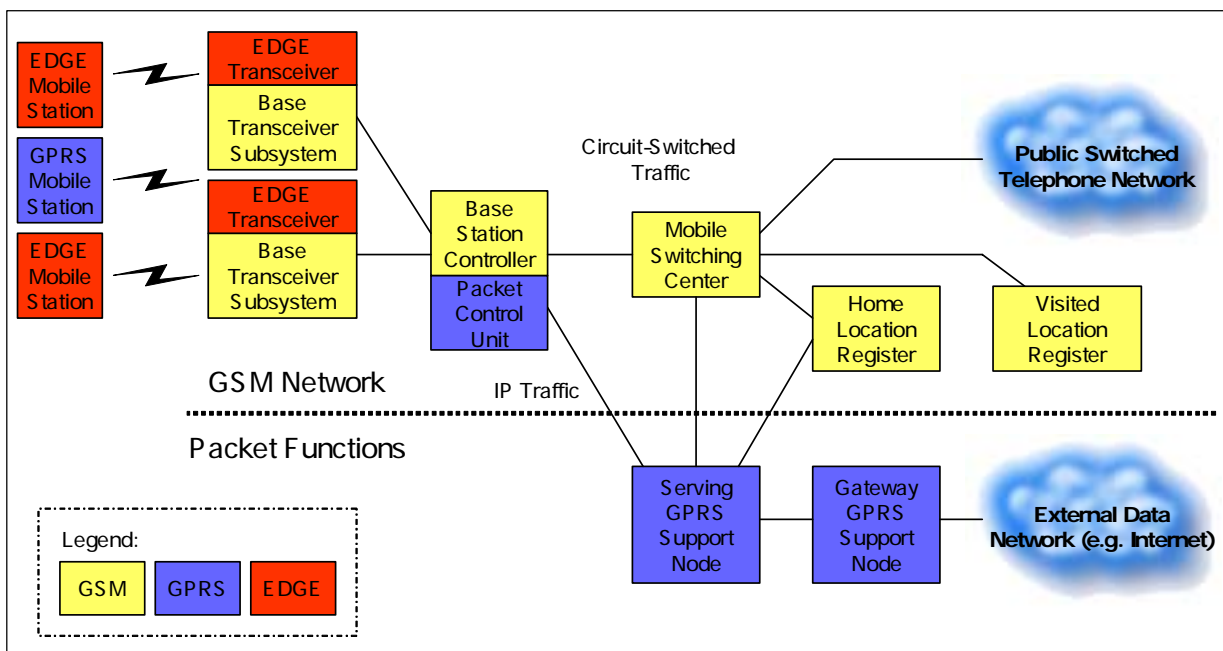 EDGE
Mobile
Station
GPRS
Mobile
Station
EDGE
Mobile
Station
EDGE
Transceiver
Base
Transceiver
Subsystem
EDGE
Transceiver
Base
Transceiver
Subsystem
Base
Station
Controller
Packet
Control
Unit
Circuit-Switched
Traffic
Mobile
Switching
Center
Public Switched
Telephone Network
Home
Location
Register
Visited
Location
Register
GSM Network
IP Traffic
Packet Functions
Serving
GPRS
Support
Node
Gateway
GPRS
Support
Node
External Data
Network (e.g. Internet)
Legend:
GSM
GPRS
EDGE